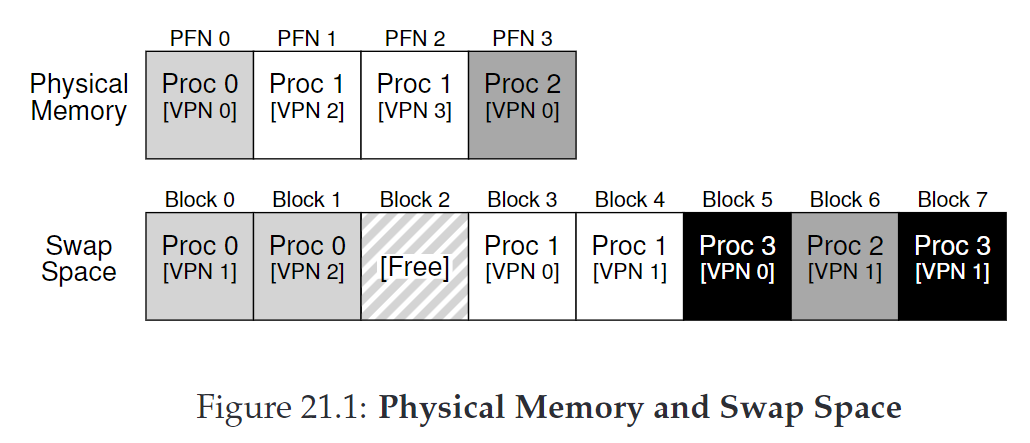 PFN 0 PFN 1 PFN 2 PFN 3
Physical Memory
Proc 0 Proc 1 Proc 1 Proc 2
[VPN 0] [VPN 2] [VPN 3] [VPN 0]
Block 0 Block 1 Block 2 Block 3 Block 4 Block 5 Block 6 Block 7
Swap Space
Proc 0 Proc 0 [Free] Proc 1 Proc 1 Proc 3 Proc 2 Proc 3
[VPN 1] [VPN 2] [VPN 0] [VPN 1] [VPN 0] [VPN 1] [VPN 1]
Figure 21.1: Physical Memory and Swap Space